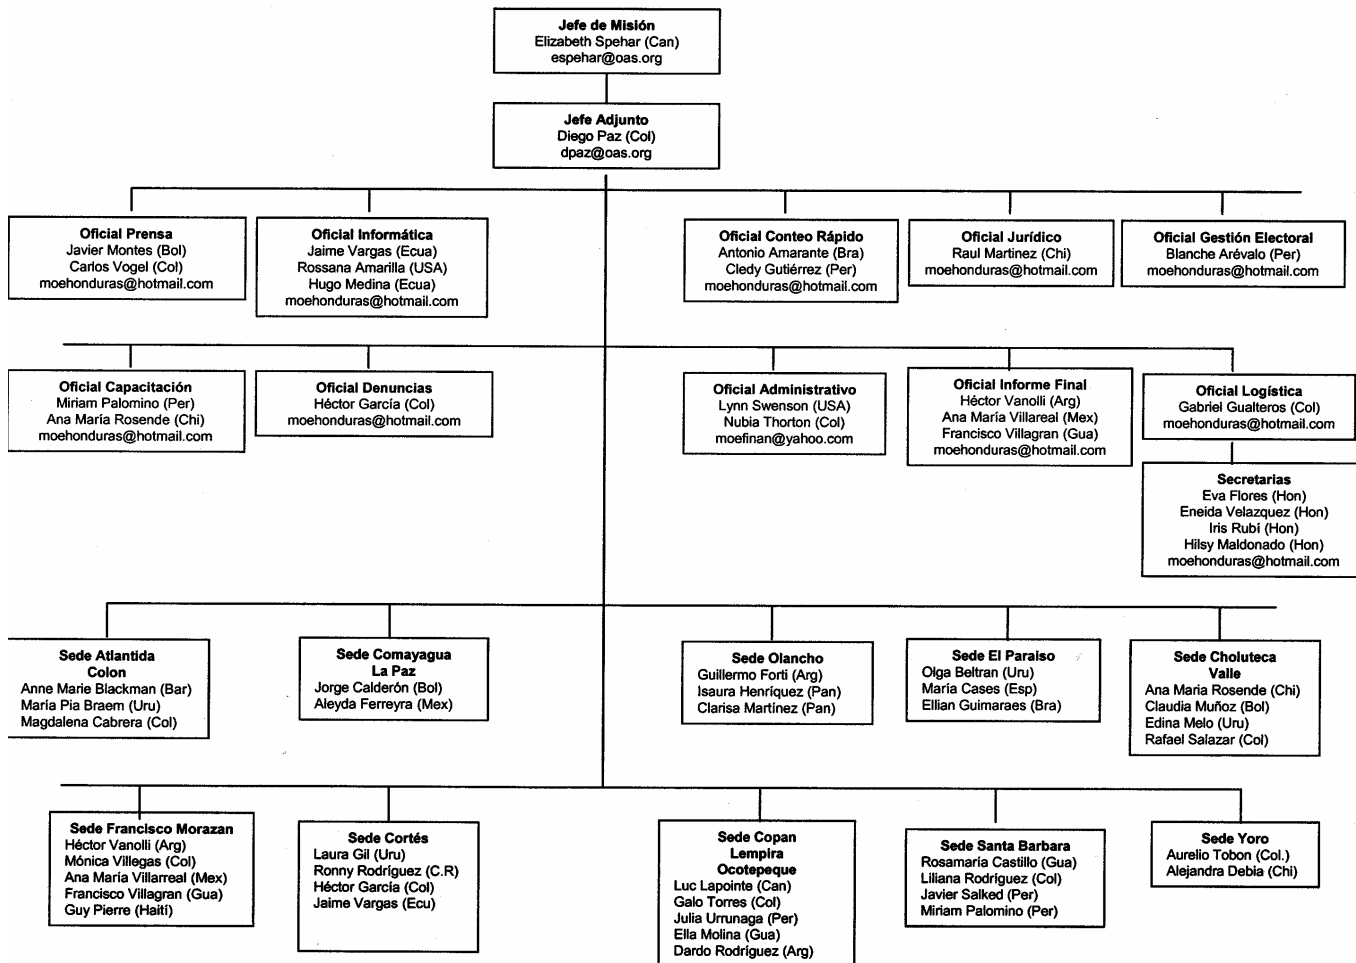 Jefe de Misión
Elizabeth Spehar (Can)
espehar@oas.org
Jefe Adjunto
Diego Paz (Col)
dpaz@oas.org
Oficial Prensa
Javier Montes (Bol)
Carlos Vogel (Col)
moehonduras@hotmail.com
Oficial Informática
Jaime Vargas (Ecua)
Rossana Amarilla (USA)
Hugo Medina (Ecua)
moehonduras@hotmail.com
Oficial Conteo Rápido
Antonio Amarante (Bra)
Cledy Gutiérrez (Per)
moehonduras@hotmail.com
Oficial Jurídico
Raul Martinez (Chi)
moehonduras@hotmail.com
Oficial Gestión Electoral
Blanche Arévalo (Per)
moehonduras@hotmail.com
Oficial Capacitación
Miriam Palomino (Per)
Ana María Rosende (Chi)
moehonduras@hotmail.com
Oficial Denuncias
Héctor García (Col)
moehonduras@hotmail.com
Oficial Administrativo
Lynn Swenson (USA)
Nubia Thorton (Col)
moefinan@yahoo.com
Oficial Informe Final
Héctor Vanolli (Arg)
Ana María Villareal (Mex)
Francisco Villagran (Gua)
moehonduras@hotmail.com
Oficial Logística
Gabriel Gualteros (Col)
moehonduras@hotmail.com
Secretarias
Eva Flores (Hon)
Eneida Velazquez (Hon)
Iris Rubí (Hon)
Hilsy Maldonado (Hon)
moehonduras@hotmail.com
Sede Atlantida
Colon
Anne Marie Blackman (Bar)
María Pia Braem (Uru)
Magdalena Cabrera (Col)
Sede Comayagua
La Paz
Jorge Calderón (Bol)
Aleyda Ferreyra (Mex)
Sede Olancho
Guillermo Forti (Arg)
Isaura Henríquez (Pan)
Clarisa Martínez (Pan)
Sede El Paraiso
Olga Beltran (Uru)
María Cases (Esp)
Ellian Guimaraes (Bra)
Sede Choluteca
Valle
Ana Maria Rosende (Chi)
Claudia Muñoz (Bol)
Edina Melo (Uru)
Rafael Salazar (Col)
Sede Francisco Morazan
Héctor Vanolli (Arg)
Mónica Villegas (Col)
Ana María Villarreal (Mex)
Francisco Villagran (Gua)
Guy Pierre (Haití)
Sede Cortés
Laura Gil (Uru)
Ronny Rodríguez (C.R)
Héctor García (Col)
Jaime Vargas (Ecu)
Sede Copan
Lempira
Ocotepeque
Luc Lapointe (Can)
Galo Torres (Col)
Julia Urrunaga (Per)
Ella Molina (Gua)
Dardo Rodríguez (Arg)
Sede Santa Barbara
Rosamaría Castillo (Gua)
Liliana Rodríguez (Col)
Javier Salked (Per)
Miriam Palomino (Per)
Sede Yoro
Aurelio Tobon (Col.)
Alejandra Debia (Chi)